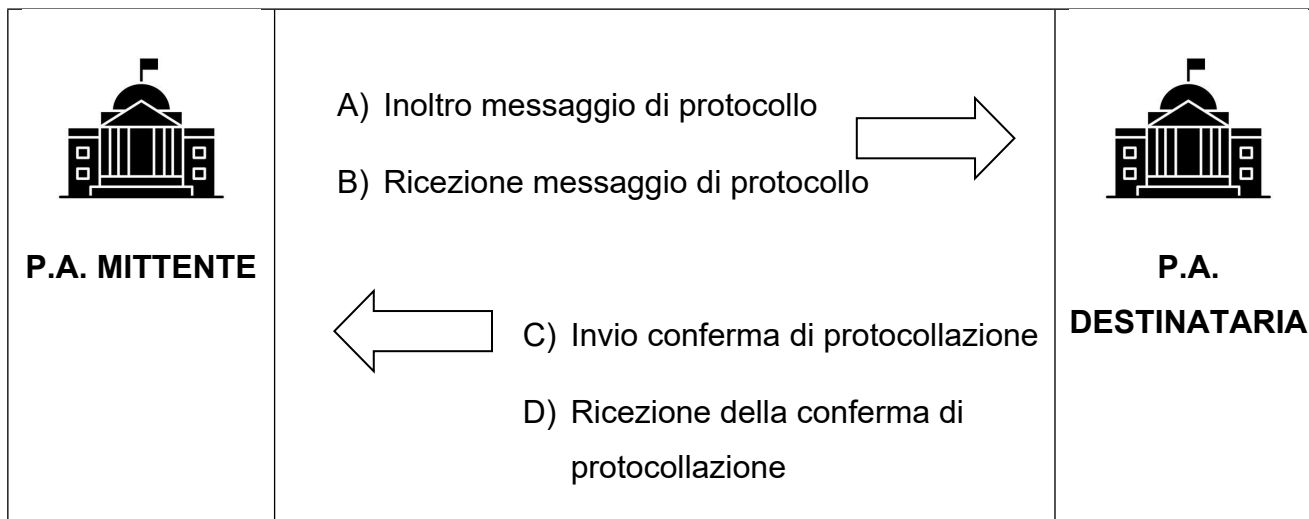 A) Inoltro messaggio di protocollo
B) Ricezione messaggio di protocollo
P.A. MITTENTE
P.A.
DESTINATARIA
C) Invio conferma di protocollazione
D) Ricezione della conferma di
protocollazione